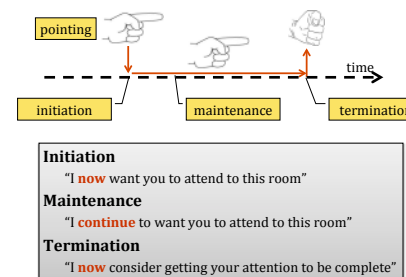 pointing
time
initiation
maintenance
termination
Initiation
“I now want you to attend to this room”
Maintenance
“I continue to want you to attend to this room”
Termination
“I now consider getting your attention to be complete”